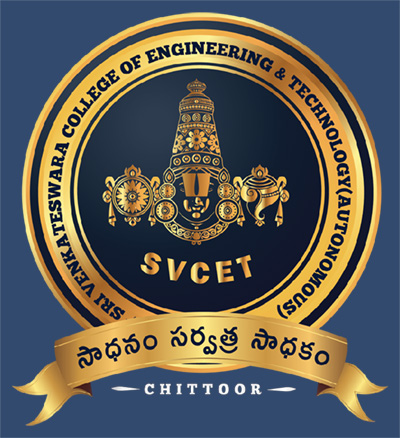 SRI VENKATESWARA COLLEGE OF ENGINEERING & TECHNOLOGY(AUTONOMOUS)
SVCET
సాధనం సర్వత్ర సాధకం
CHITTOOR